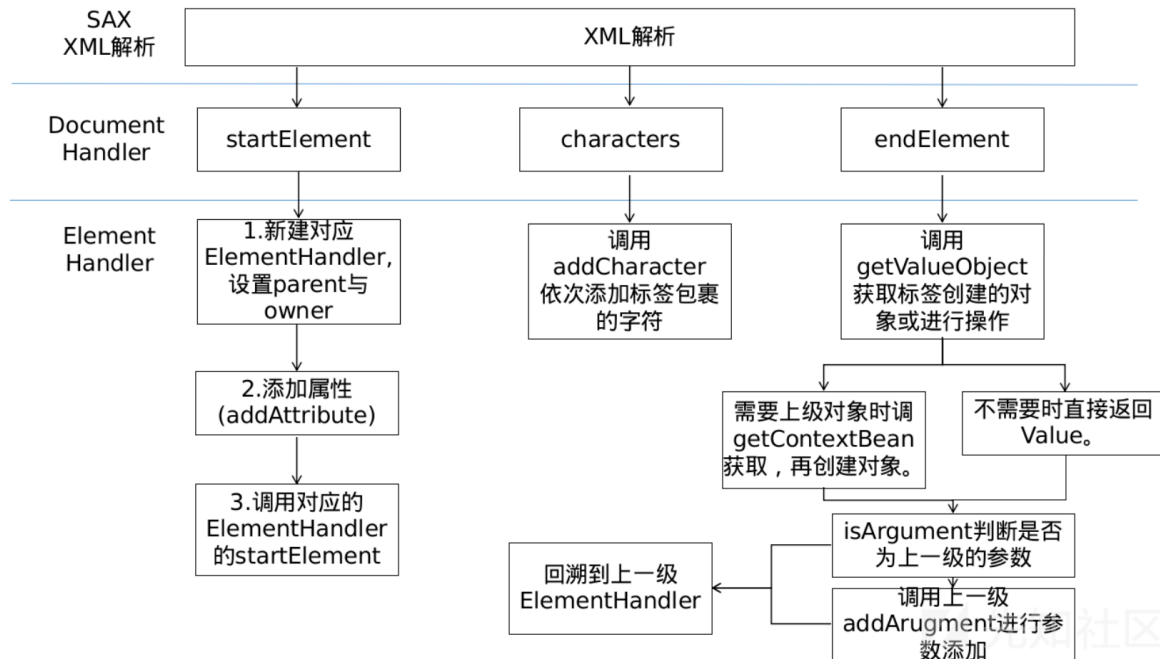 SAX
XML解析
XML解析
Document
Handler
startElement
characters
endElement
Element
Handler
1.新建对应
ElementHandler,
设置parent与
owner
调用
addCharacter
依次添加标签包裹
的字符
调用
getValueObject
获取标签创建的对
象或进行操作
2.添加属性
(addAttribute)
需要上级对象时调
getContextBean
获取，再创建对象。
不需要时直接返回
Value。
3.调用对应的
ElementHandler
的startElement
isArgument判断是否
为上一级的参数
回溯到上一级
ElementHandler
调用上一级
addArugment进行参
数添加
先知社区